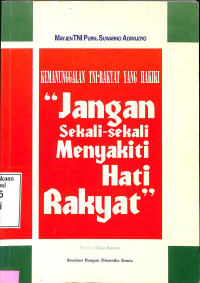 MAYJEN TNI PURN. SUWARNO ADIWIJOYO
KEMANUNGGALAN TNI-RAKYAT YANG HAKIKI
“Jangan
Sekali-sekali
Menyakiti
Hati
Rakyat”